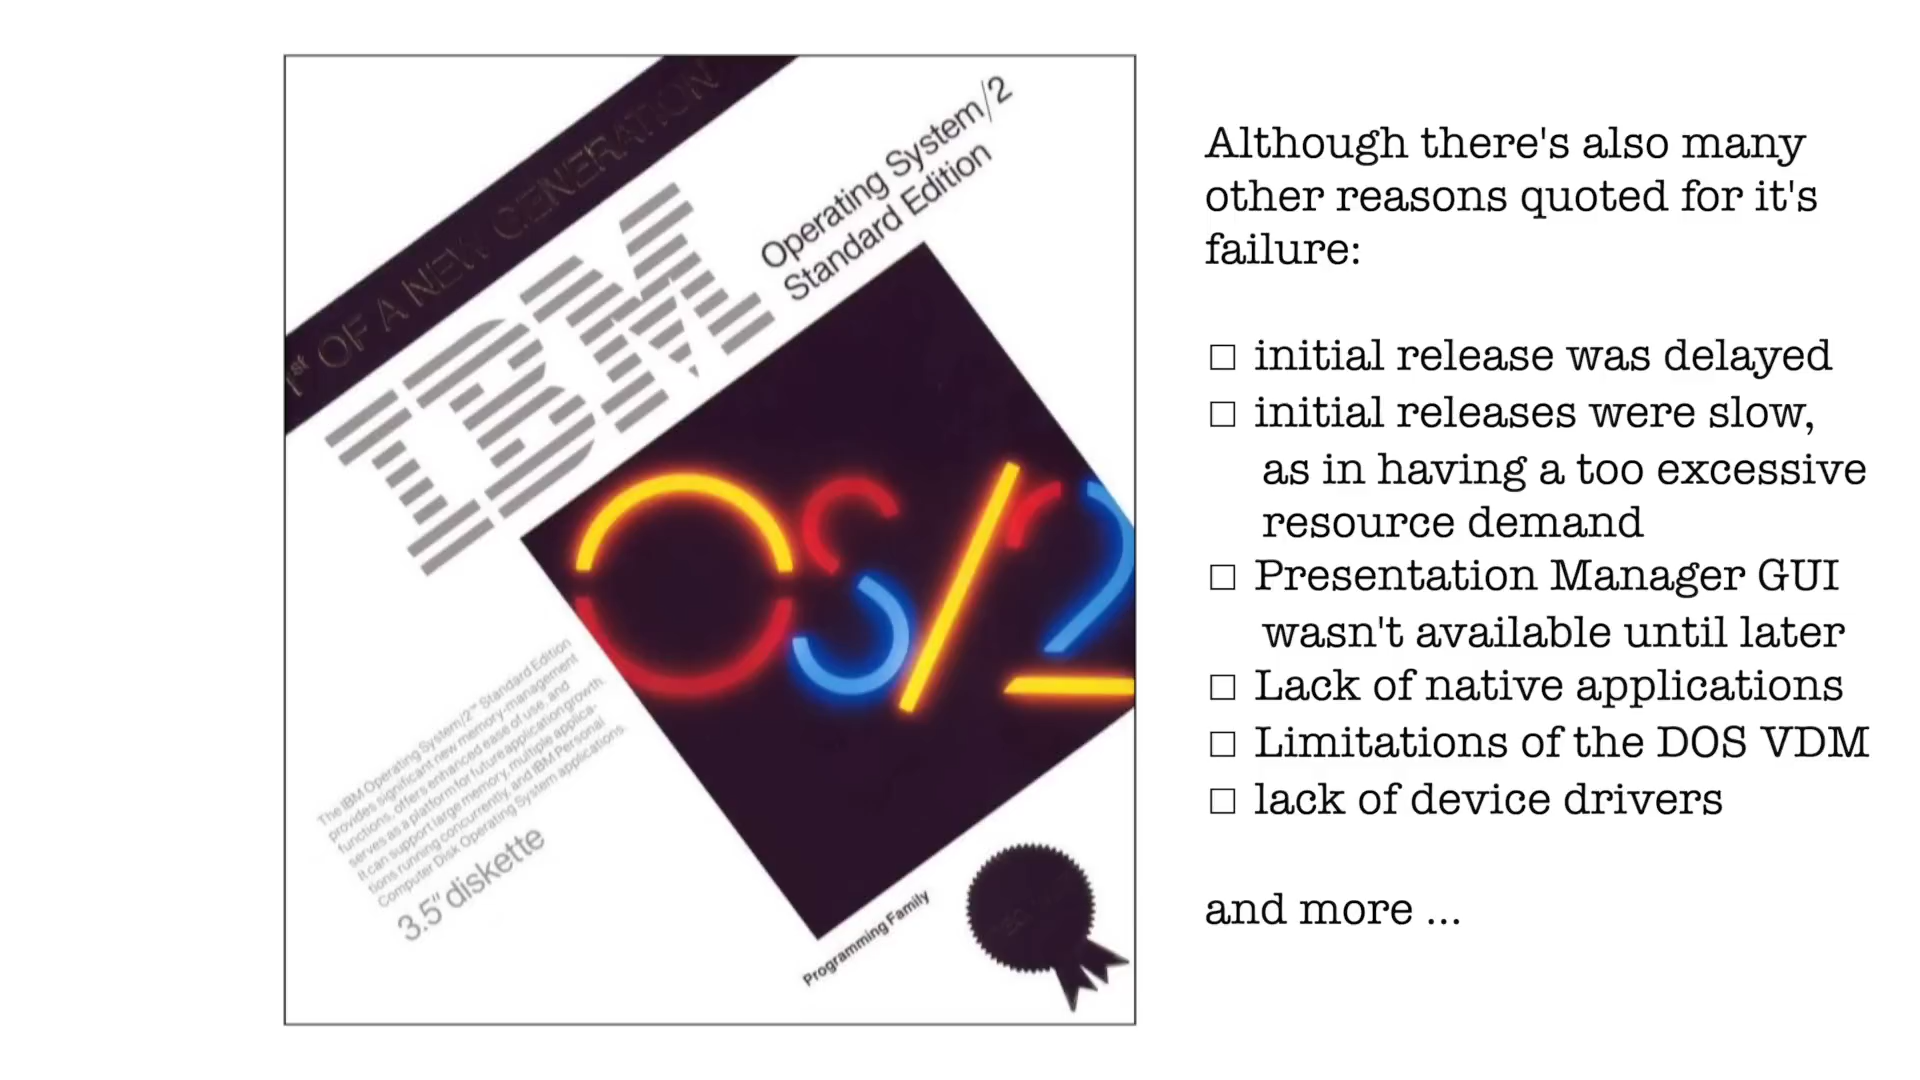 1st OF A NEW GENERATION
IBM
Operating System/2
Standard Edition
OS/2
The IBM Operating System/2™ Standard Edition
provides significant new memory-management
functions, offers enhanced ease of use, and
serves as a platform for future application growth.
It can support large memory, multiple applica-
tions running concurrently, and IBM Personal
Computer Disk Operating System applications.
3.5" diskette
Programming Family
Although there's also many
other reasons quoted for it's
failure:
□ initial release was delayed
□ initial releases were slow,
as in having a too excessive
resource demand
□ Presentation Manager GUI
wasn't available until later
□ Lack of native applications
□ Limitations of the DOS VDM
□ lack of device drivers
and more ...